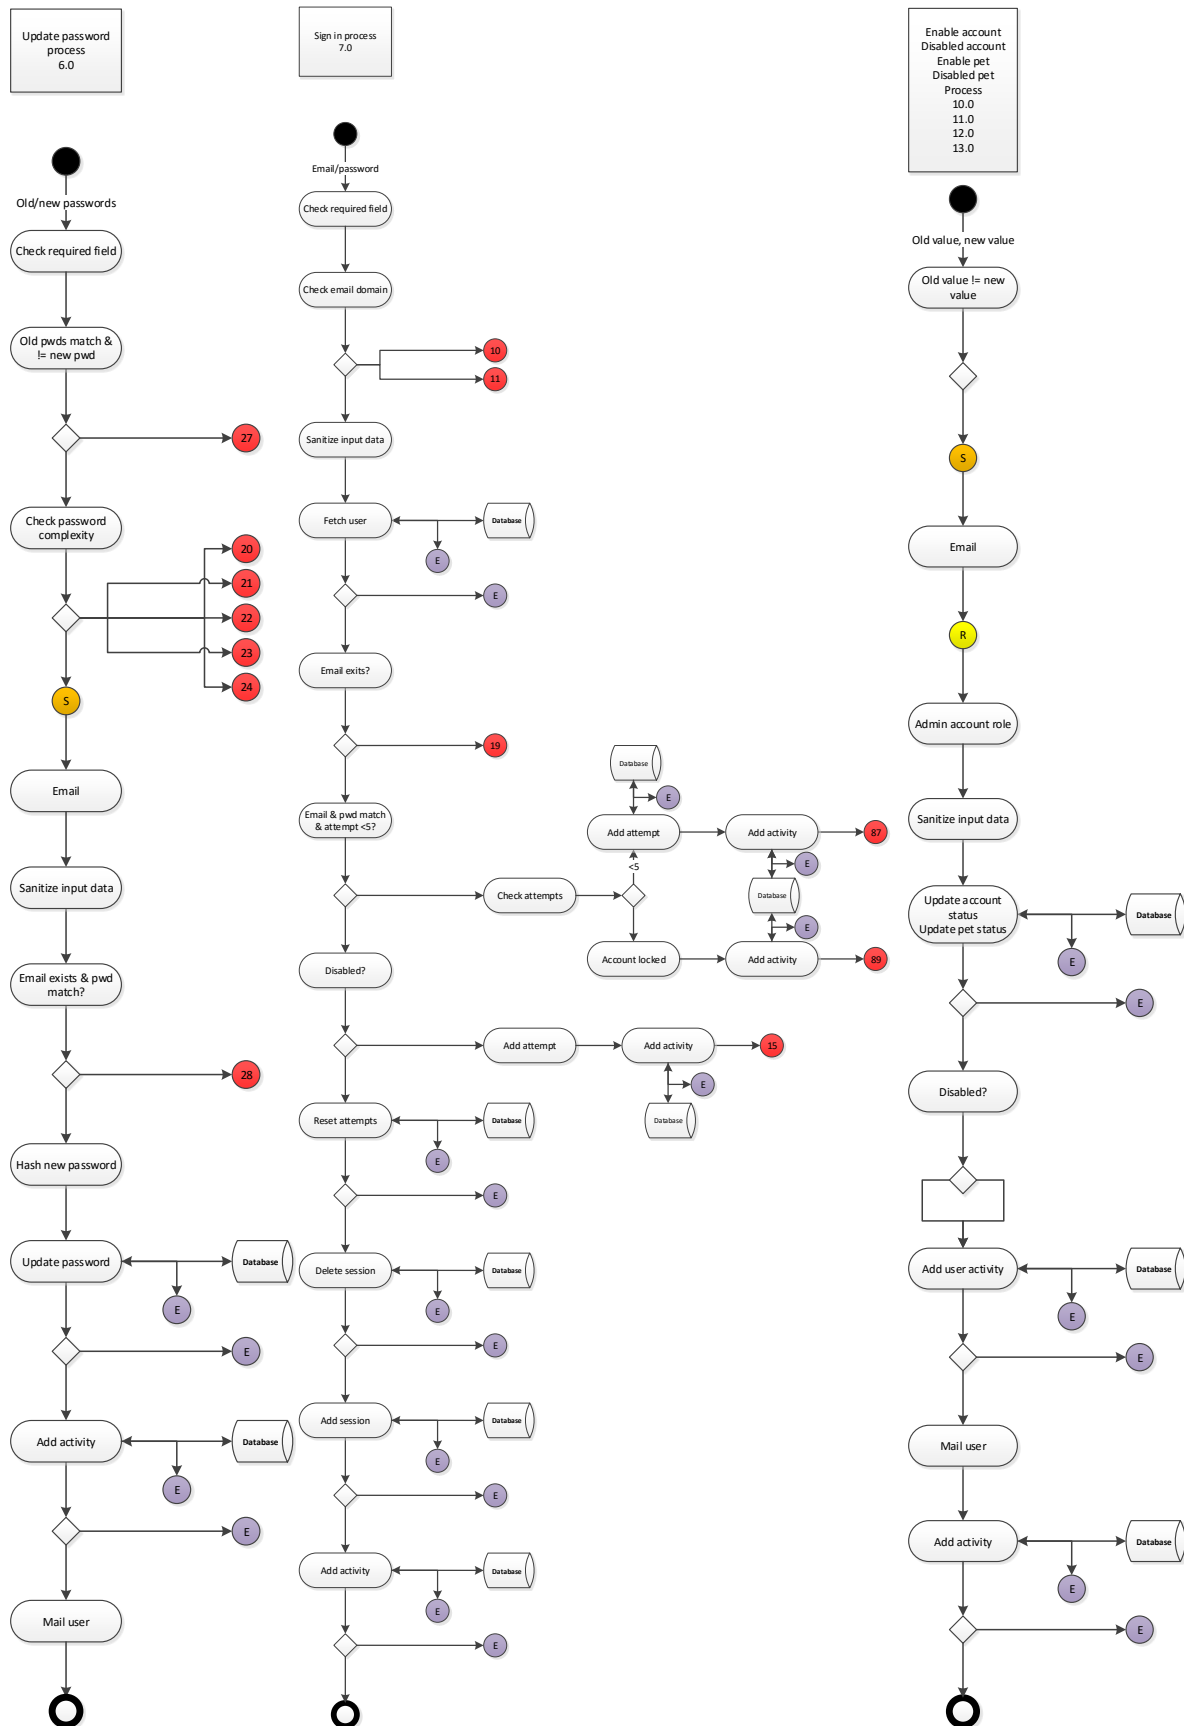 Update password
process
6.0
Old/new passwords
Check required field
Old pwds match &
!= new pwd
27
Check password
complexity
20
21
22
23
24
S
Email
Sanitize input data
Email exists & pwd
match?
28
Hash new password
Update password
Database
E
E
Add activity
Database
E
E
Mail user
Sign in process
7.0
Email/password
Check required field
Check email domain
10
11
Sanitize input data
Fetch user
Database
E
E
Email exits?
19
Email & pwd match
& attempt <5?
Check attempts
<5
Add attempt
Database
E
Add activity
87
E
Database
E
Account locked
Add activity
89
Disabled?
Add attempt
Add activity
15
E
Database
Reset attempts
Database
E
E
Delete session
Database
E
E
Add session
Database
E
E
Add activity
Database
E
E
Enable account
Disabled account
Enable pet
Disabled pet
Process
10.0
11.0
12.0
13.0
Old value, new value
Old value != new
value
S
Email
R
Admin account role
Sanitize input data
Update account
status
Update pet status
Database
E
E
Disabled?
Add user activity
Database
E
E
Mail user
Add activity
Database
E
E